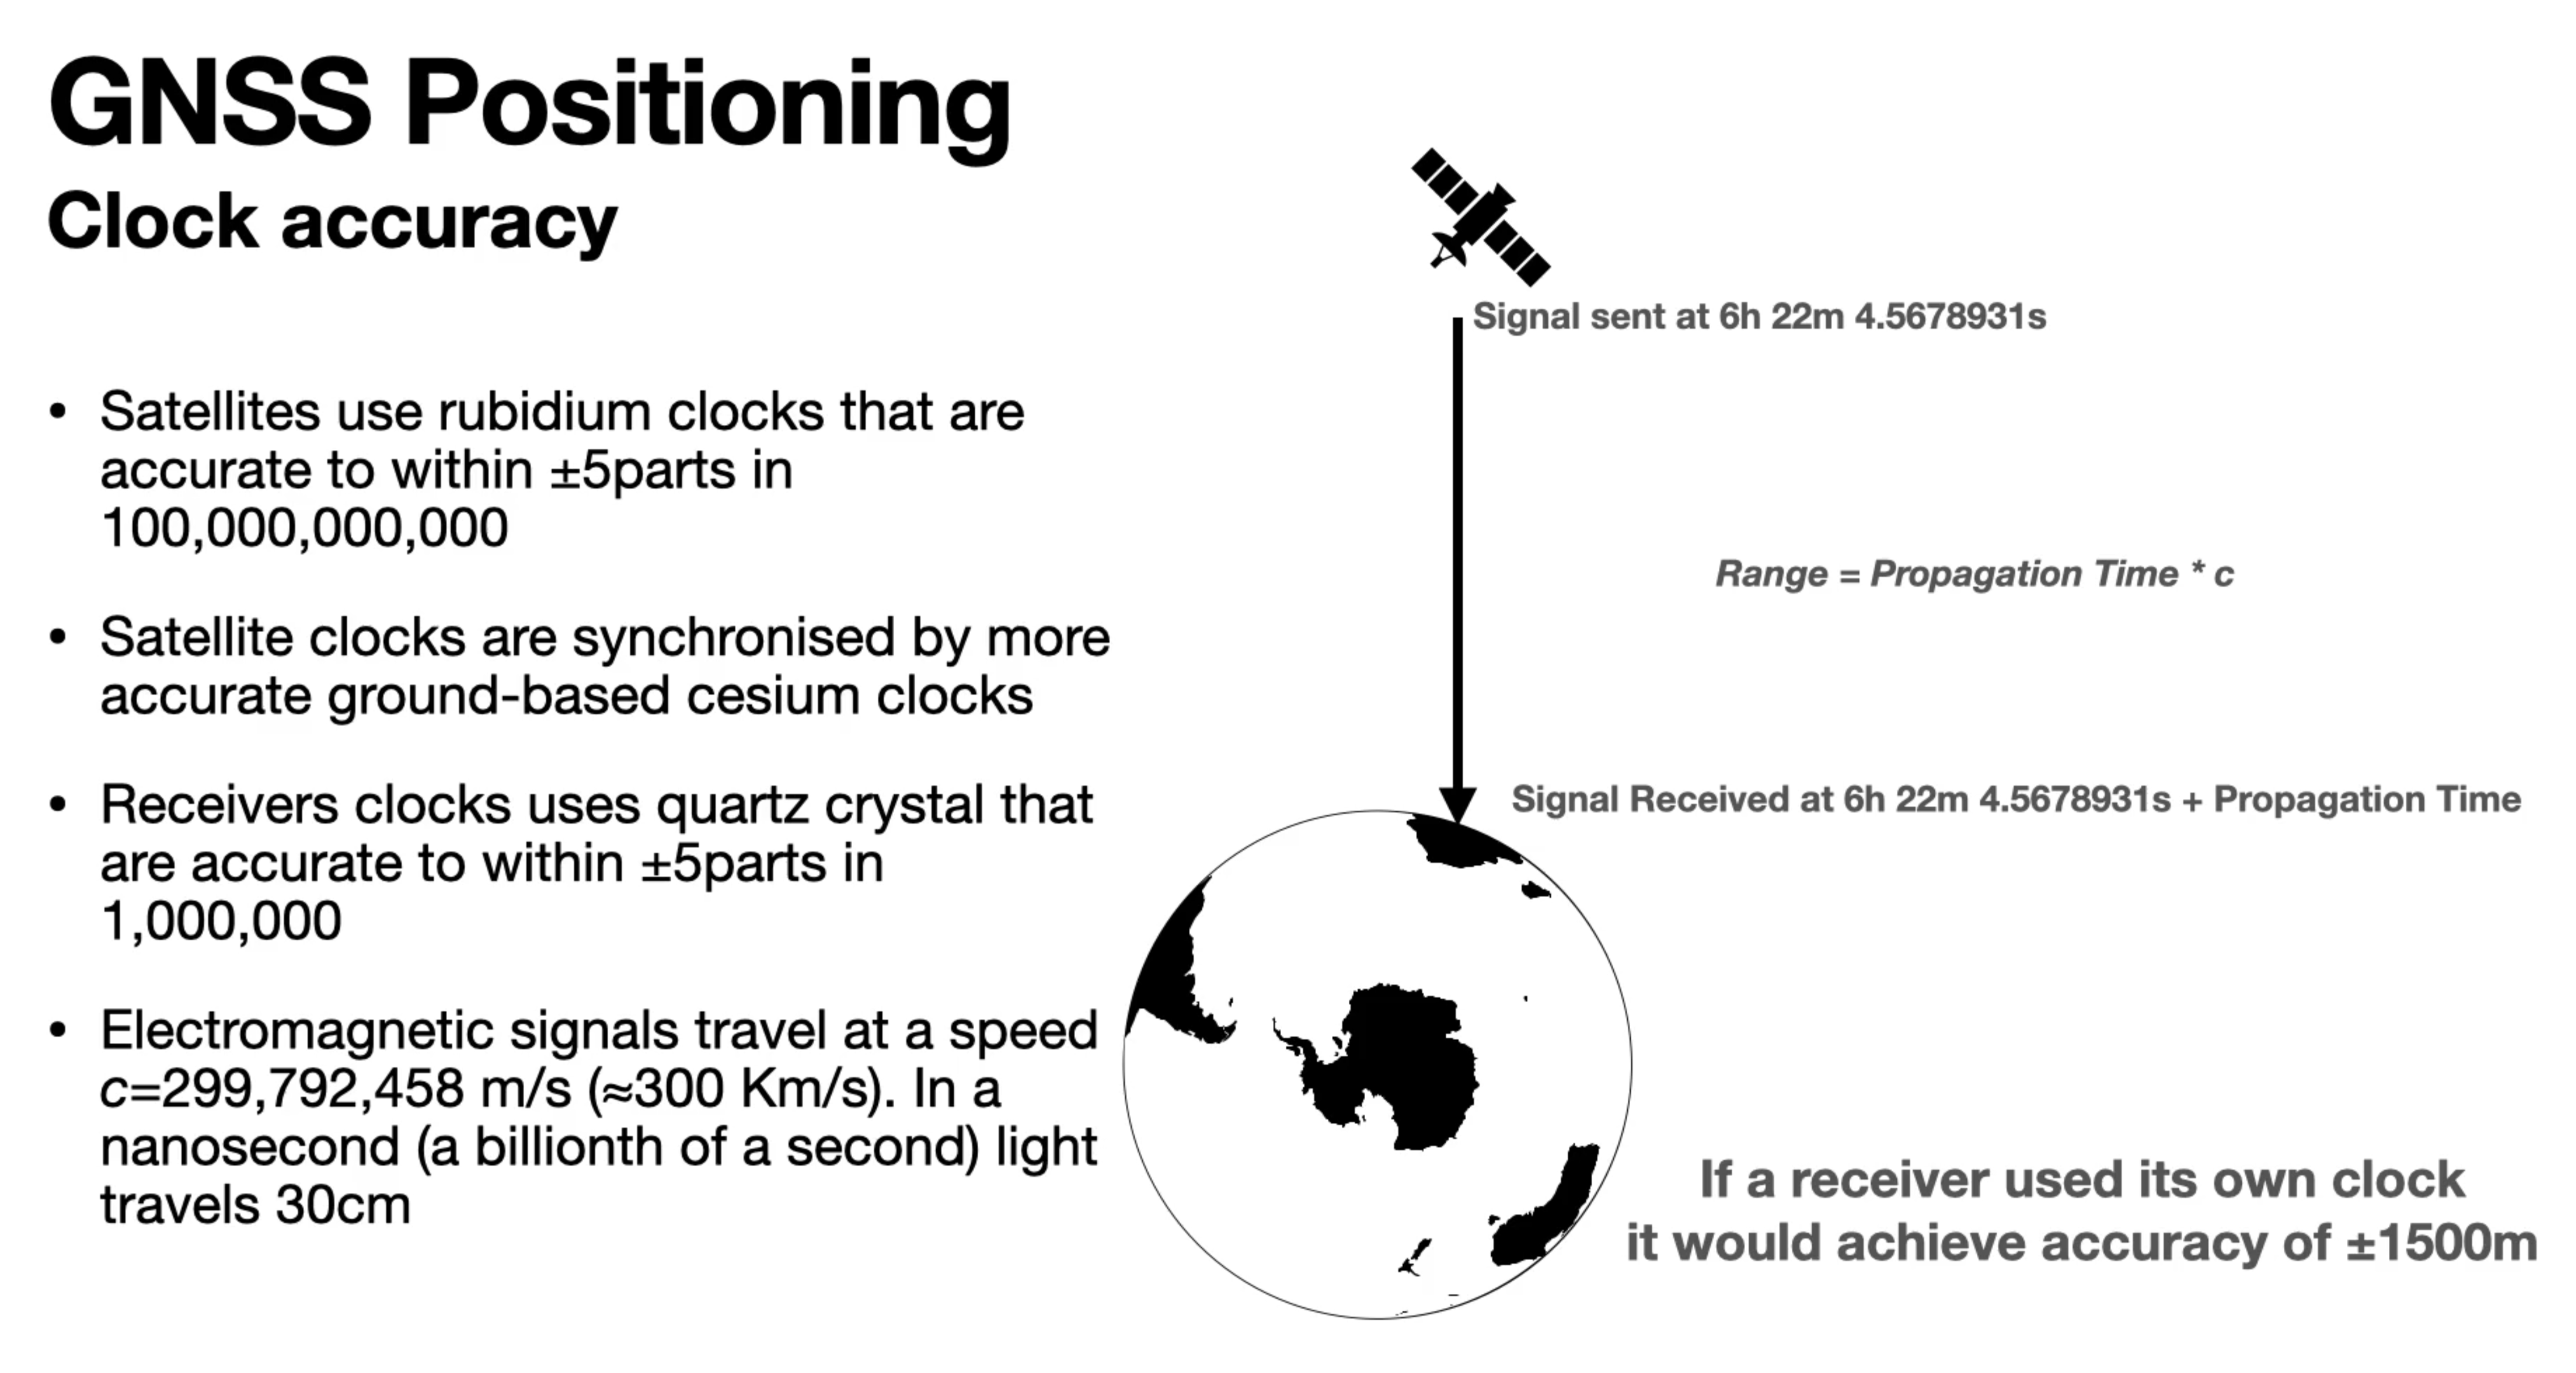 GNSS Positioning
Clock accuracy
• Satellites use rubidium clocks that are
accurate to within ±5parts in
100,000,000,000
• Satellite clocks are synchronised by more
accurate ground-based cesium clocks
• Receivers clocks uses quartz crystal that
are accurate to within ±5parts in
1,000,000
• Electromagnetic signals travel at a speed
c=299,792,458 m/s (≈300 Km/s). In a
nanosecond (a billionth of a second) light
travels 30cm
Signal sent at 6h 22m 4.5678931s
Range = Propagation Time * c
Signal Received at 6h 22m 4.5678931s + Propagation Time
If a receiver used its own clock
it would achieve accuracy of ±1500m